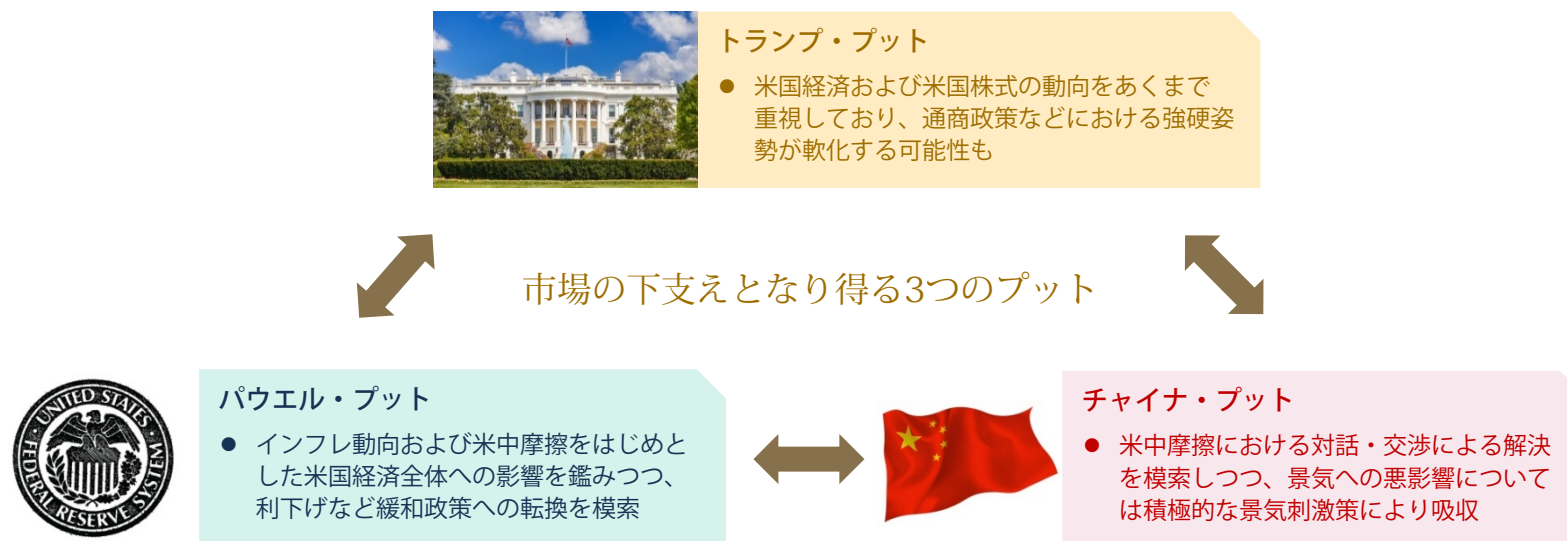 トランプ・プット
● 米国経済および米国株式の動向をあくまで
重視しており、通商政策などにおける強硬姿
勢が軟化する可能性も
市場の下支えとなり得る3つのプット
パウエル・プット
● インフレ動向および米中摩擦をはじめと
した米国経済全体への影響を鑑みつつ、
利下げなど緩和政策への転換を模索
UNITED STATES FEDERAL RESERVE SYSTEM
チャイナ・プット
● 米中摩擦における対話・交渉による解決
を模索しつつ、景気への悪影響について
は積極的な景気刺激策により吸収